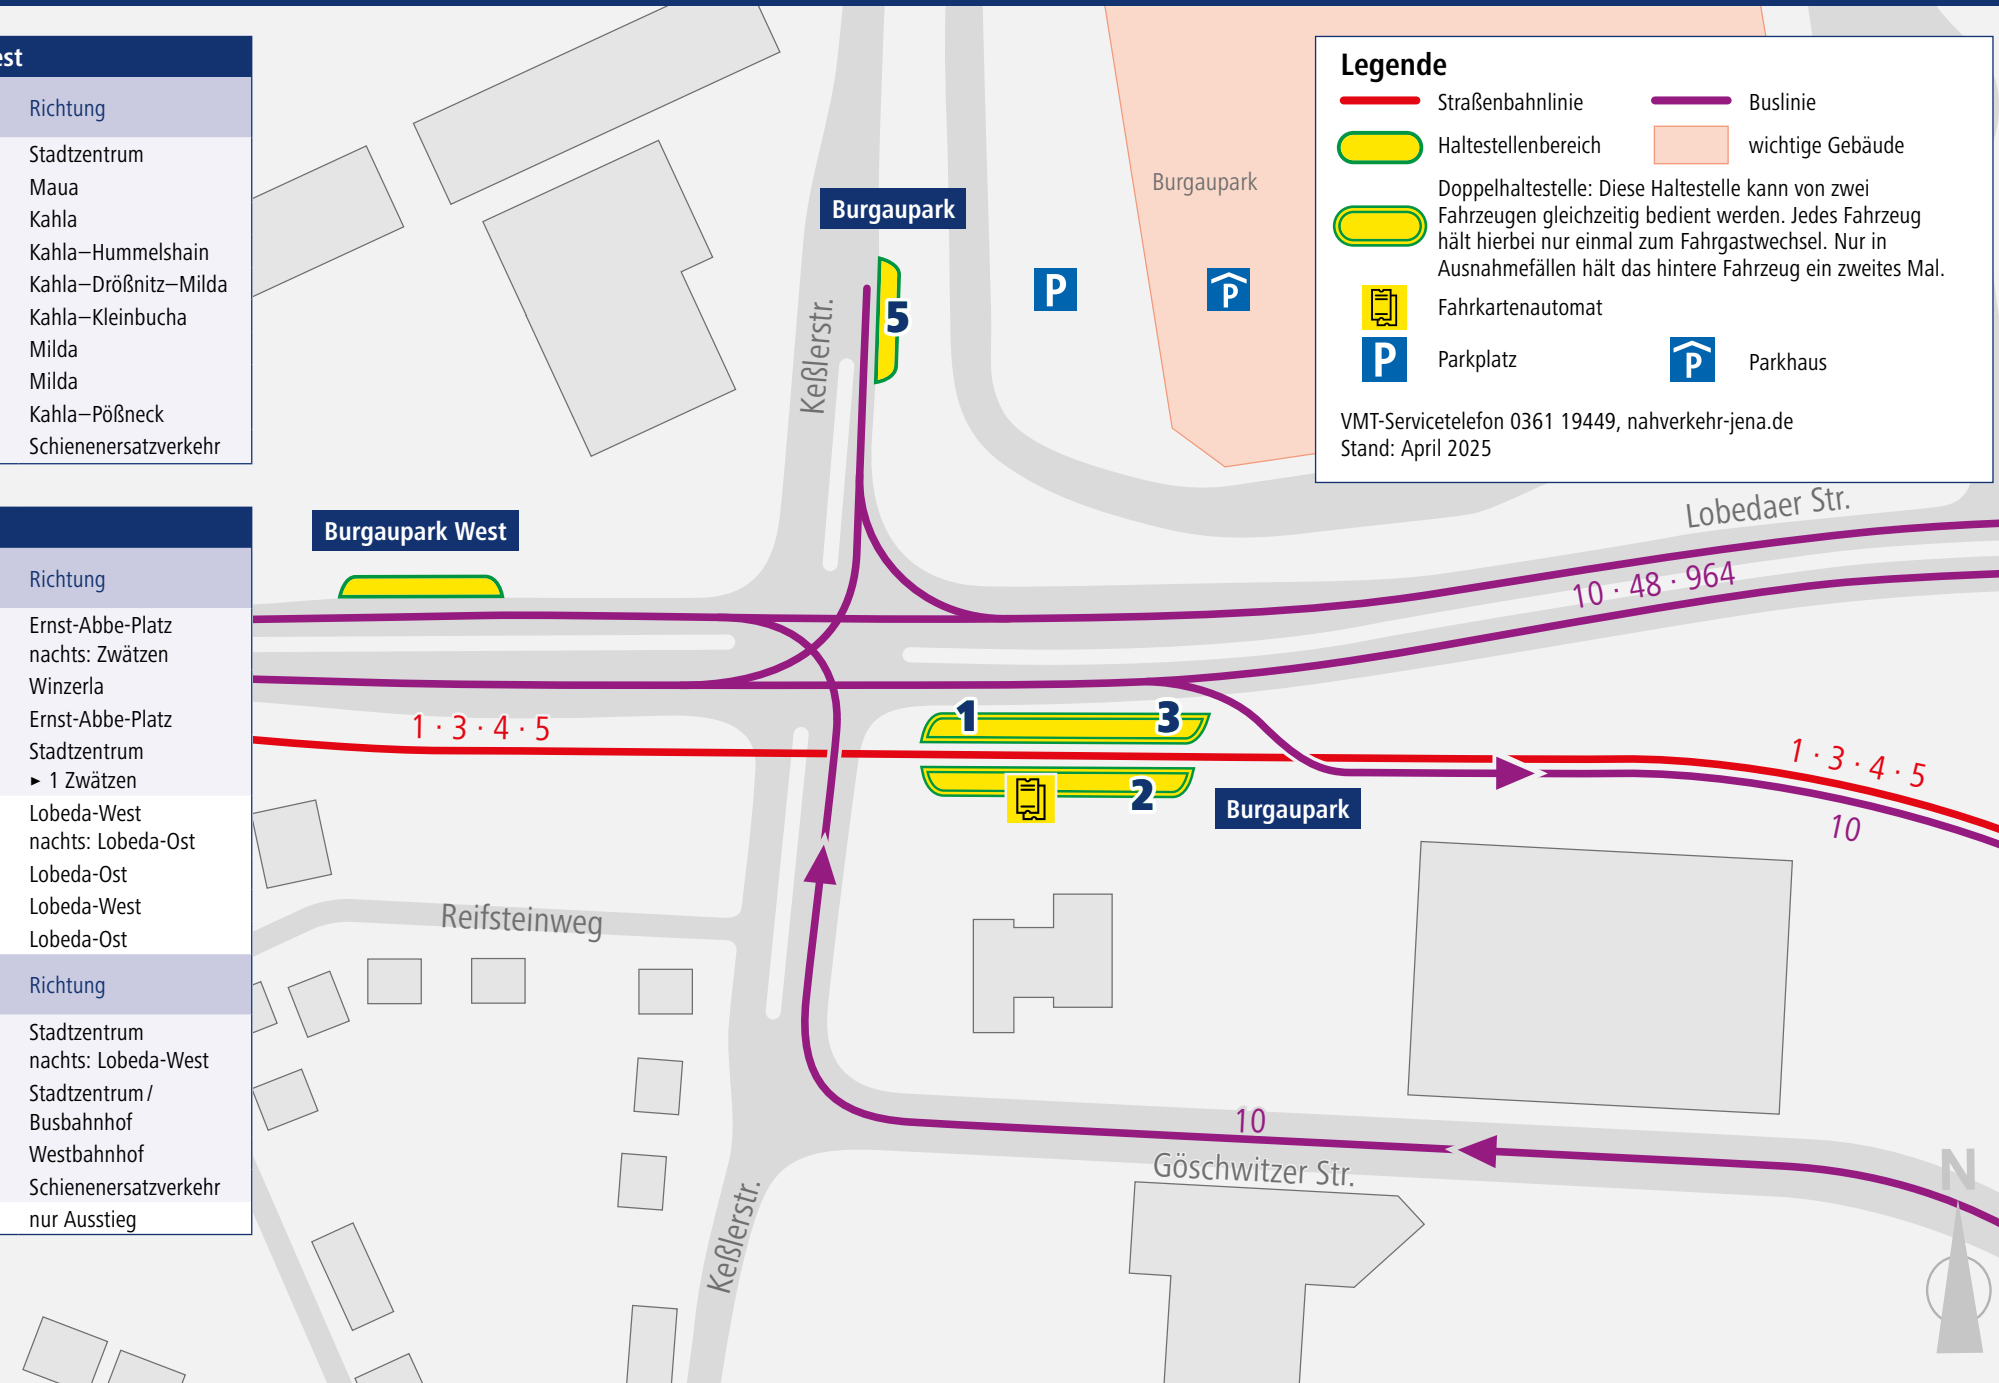 est
Richtung
Stadtzentrum
Maua
Kahla
Kahla–Hummelshain
Kahla–Drößnitz–Milda
Kahla–Kleinbucha
Milda
Milda
Kahla–Pößneck
Schienenersatzverkehr
Richtung
Ernst-Abbe-Platz
nachts: Zwätzen
Winzerla
Ernst-Abbe-Platz
Stadtzentrum
► 1 Zwätzen
Lobeda-West
nachts: Lobeda-Ost
Lobeda-Ost
Lobeda-West
Lobeda-Ost
Richtung
Stadtzentrum
nachts: Lobeda-West
Stadtzentrum /
Busbahnhof
Westbahnhof
Schienenersatzverkehr
nur Ausstieg
Burgaupark
5
Keßlerstr.
Burgaupark
P
P
Legende
Straßenbahnlinie
Buslinie
Haltestellenbereich
wichtige Gebäude
Doppelhaltestelle: Diese Haltestelle kann von zwei
Fahrzeugen gleichzeitig bedient werden. Jedes Fahrzeug
hält hierbei nur einmal zum Fahrgastwechsel. Nur in
Ausnahmefällen hält das hintere Fahrzeug ein zweites Mal.
Fahrkartenautomat
P
Parkplatz
P
Parkhaus
VMT-Servicetelefon 0361 19449, nahverkehr-jena.de
Stand: April 2025
Burgaupark West
Lobedaer Str.
10 · 48 · 964
1 · 3 · 4 · 5
1
3
2
Burgaupark
1 · 3 · 4 · 5
10
Reifsteinweg
10
Göschwitzer Str.
Keßlerstr.
N